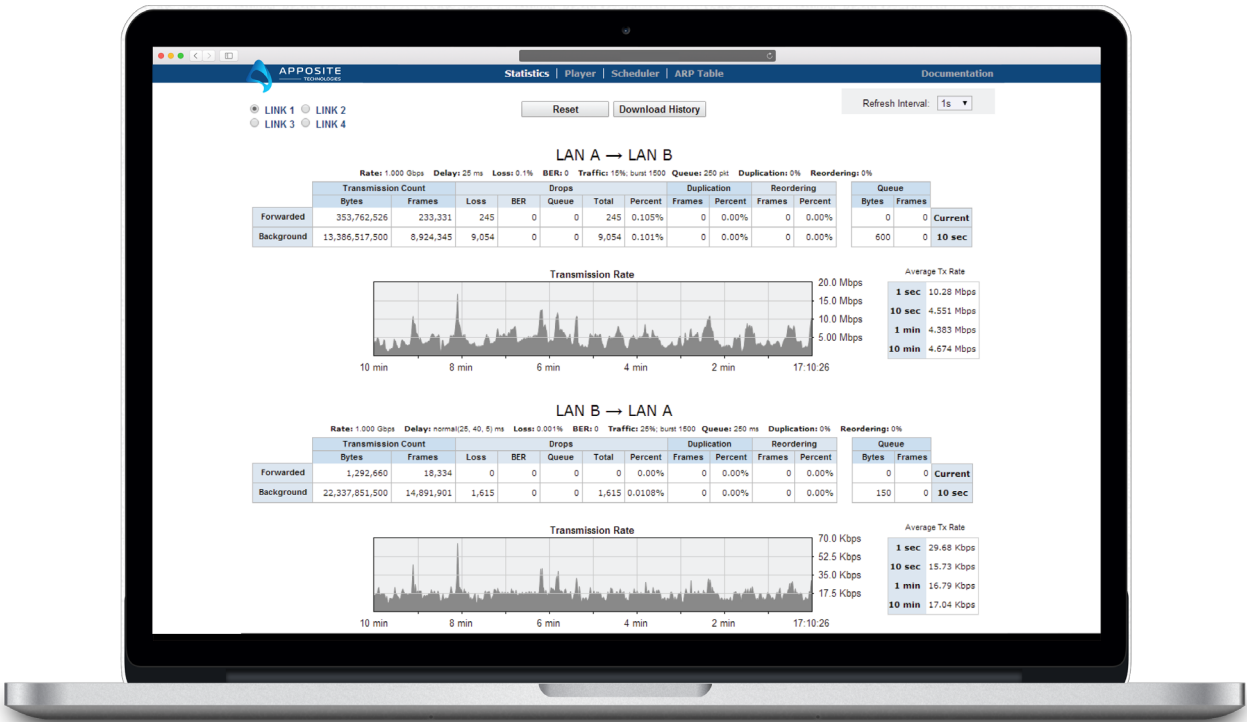 APPOSITE
TECHNOLOGIES
Statistics | Player | Scheduler | ARP Table
Documentation
LINK 1 LINK 2
LINK 3 LINK 4
Reset Download History
Refresh Interval: 1s
LAN A → LAN B
Rate: 1.000 Gbps Delay: 25 ms Loss: 0.1% BER: 0 Traffic: 15%; burst 1500 Queue: 250 pkt Duplication: 0% Reordering: 0%
Transmission Count Drops Duplication Reordering Queue
Bytes Frames Loss BER Queue Total Percent Frames Percent Frames Percent Bytes Frames
Forwarded 353,762,526 233,331 245 0 0 245 0.105% 0 0.00% 0 0.00% 0 0 Current
Background 13,386,517,500 8,924,345 9,054 0 0 9,054 0.101% 0 0.00% 0 0.00% 600 0 10 sec
Transmission Rate
20.0 Mbps
15.0 Mbps
10.0 Mbps
5.00 Mbps
10 min 8 min 6 min 4 min 2 min 17:10:26
Average Tx Rate
1 sec 10.28 Mbps
10 sec 4.551 Mbps
1 min 4.383 Mbps
10 min 4.674 Mbps
LAN B → LAN A
Rate: 1.000 Gbps Delay: normal(25, 40, 5) ms Loss: 0.001% BER: 0 Traffic: 25%; burst 1500 Queue: 250 ms Duplication: 0% Reordering: 0%
Transmission Count Drops Duplication Reordering Queue
Bytes Frames Loss BER Queue Total Percent Frames Percent Frames Percent Bytes Frames
Forwarded 1,292,660 18,334 0 0 0 0 0.00% 0 0.00% 0 0.00% 0 0 Current
Background 22,337,851,500 14,891,901 1,615 0 0 1,615 0.0108% 0 0.00% 0 0.00% 150 0 10 sec
Transmission Rate
70.0 Kbps
52.5 Kbps
35.0 Kbps
17.5 Kbps
10 min 8 min 6 min 4 min 2 min 17:10:26
Average Tx Rate
1 sec 29.68 Kbps
10 sec 15.73 Kbps
1 min 16.79 Kbps
10 min 17.04 Kbps